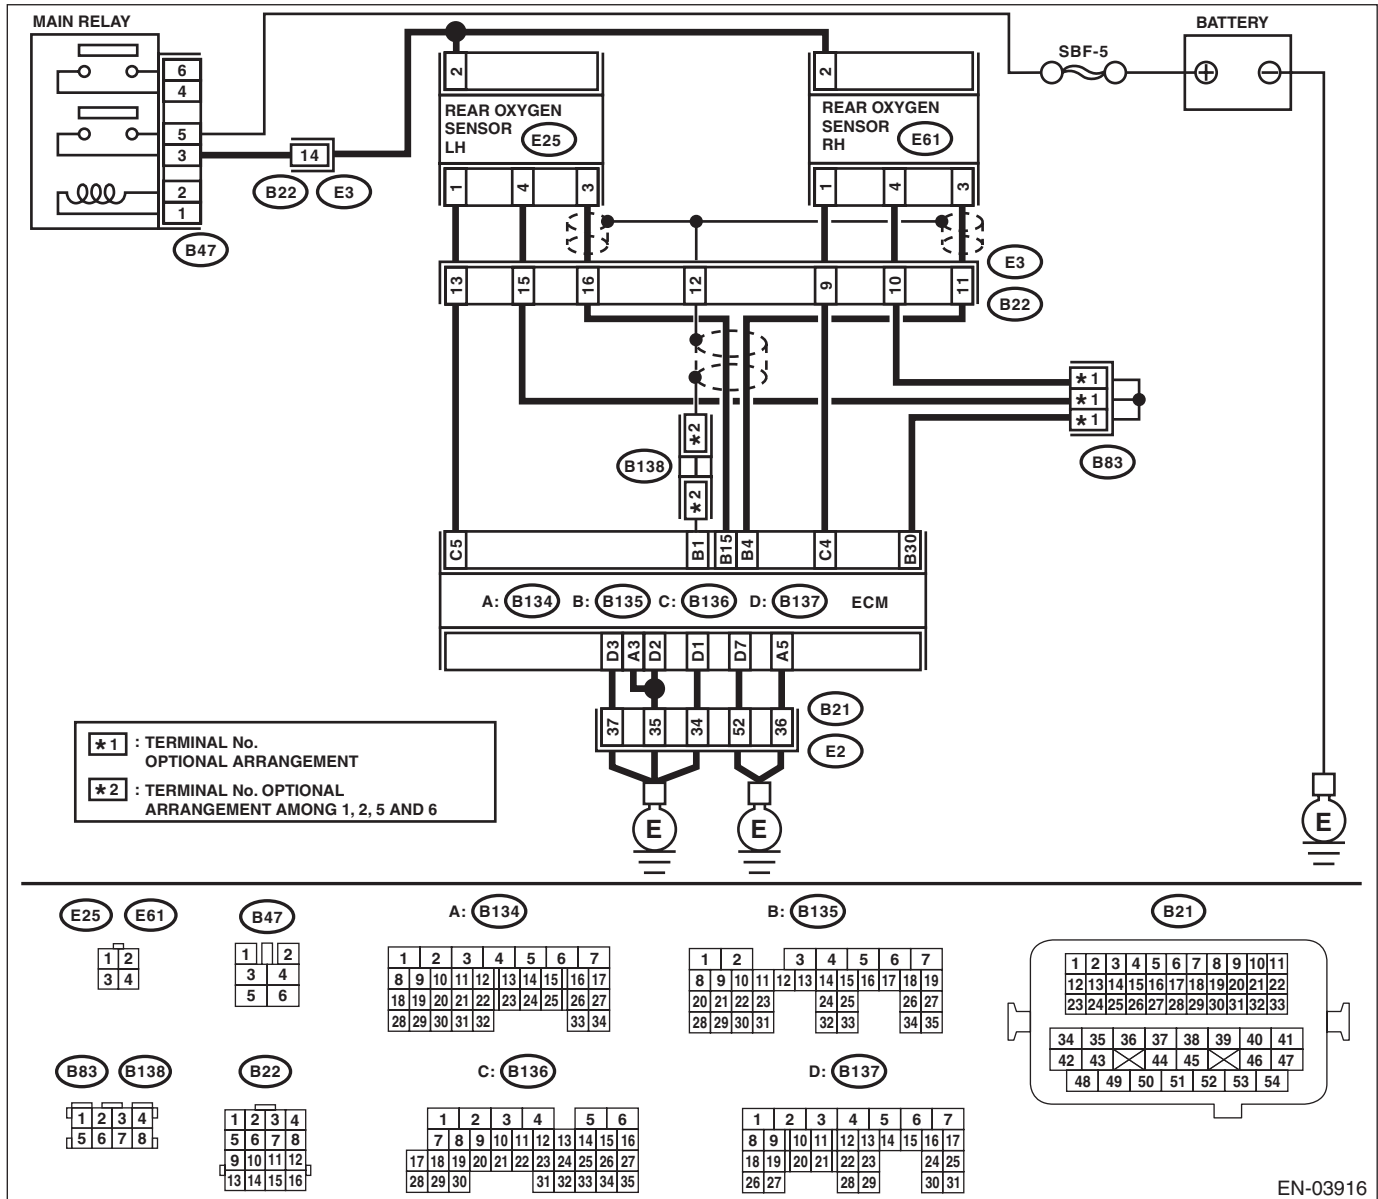 MAIN RELAY
BATTERY
SBF-5
6
4
5
3
2
1
B47
14
B22
E3
2
REAR OXYGEN
SENSOR
LH
E25
1
4
3
2
REAR OXYGEN
SENSOR
RH
E61
1
4
3
E3
B22
13
15
16
12
9
10
11
*1
*1
*1
B83
*2
B138
*2
C5
B1
B15
B4
C4
B30
A: B134 B: B135 C: B136 D: B137 ECM
D3
A3
D2
D1
D7
A5
B21
37
35
34
52
36
E2
E
E
E
*1 : TERMINAL No.
OPTIONAL ARRANGEMENT
*2 : TERMINAL No. OPTIONAL
ARRANGEMENT AMONG 1, 2, 5 AND 6
E25 E61
1 2
3 4
B47
1 2
3 4
5 6
A: B134
1 2 3 4 5 6 7
8 9 10 11 12 13 14 15 16 17
18 19 20 21 22 23 24 25 26 27
28 29 30 31 32 33 34
B: B135
1 2 3 4 5 6 7
8 9 10 11 12 13 14 15 16 17 18 19
20 21 22 23 24 25 26 27
28 29 30 31 32 33 34 35
B21
1 2 3 4 5 6 7 8 9 10 11
12 13 14 15 16 17 18 19 20 21 22
23 24 25 26 27 28 29 30 31 32 33
34 35 36 37 38 39 40 41
42 43 44 45 46 47
48 49 50 51 52 53 54
B83 B138
1 2 3 4
5 6 7 8
B22
1 2 3 4
5 6 7 8
9 10 11 12
13 14 15 16
C: B136
1 2 3 4 5 6
7 8 9 10 11 12 13 14 15 16
17 18 19 20 21 22 23 24 25 26 27
28 29 30 31 32 33 34 35
D: B137
1 2 3 4 5 6 7
8 9 10 11 12 13 14 15 16 17
18 19 20 21 22 23 24 25
26 27 28 29 30 31
EN-03916